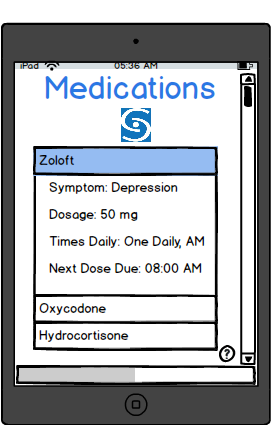 iPad 05:36 AM
Medications
Zoloft
Symptom: Depression
Dosage: 50 mg
Times Daily: One Daily, AM
Next Dose Due: 08:00 AM
Oxycodone
Hydrocortisone
?